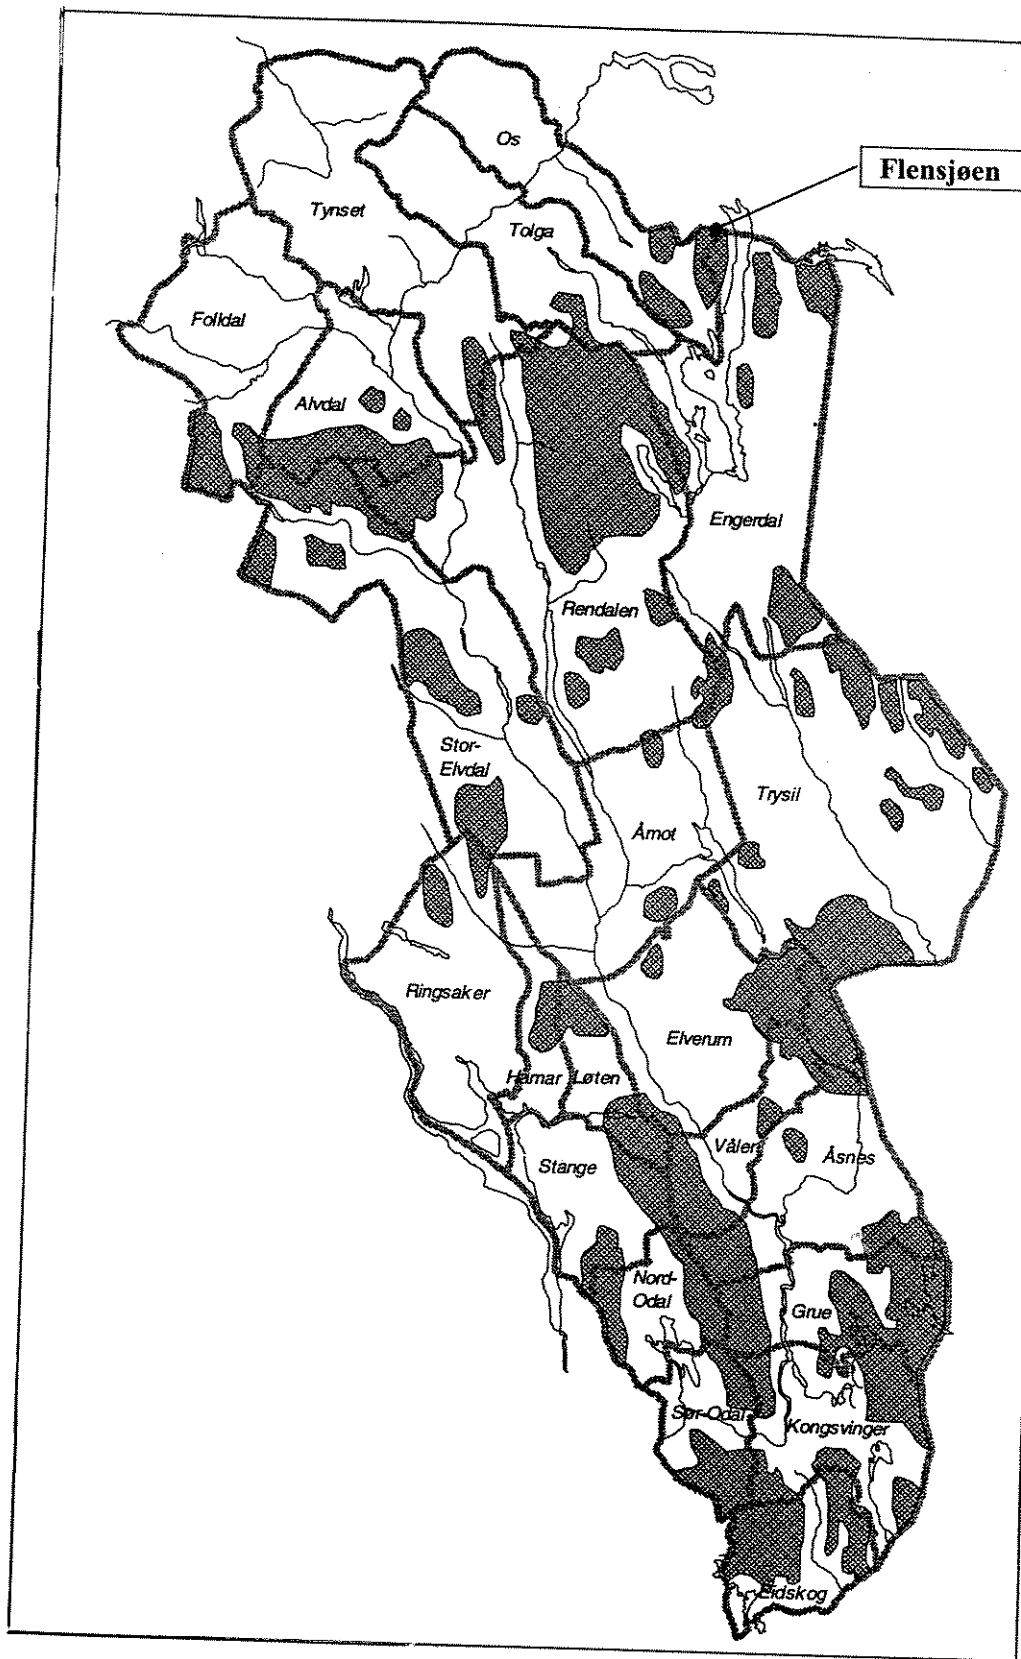 Os
Flensjøen
Tynset
Tolga
Folldal
Alvdal
Engerdal
Rendalen
Stor-
Elvdal
Trysil
Åmot
Ringsaker
Elverum
Hamar
Løten
Våler
Åsnes
Stange
Nord-
Odal
Grue
Sør-Odal
Kongsvinger
Eidskog